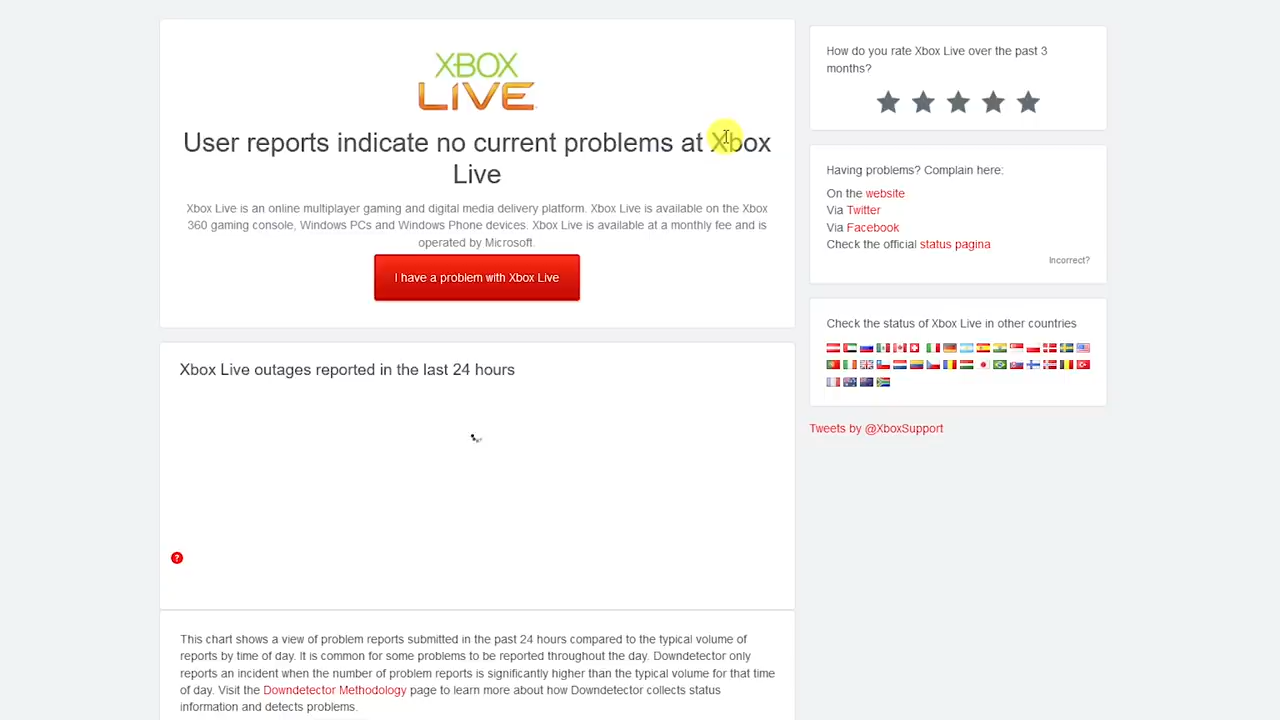 XBOX
LIVE
User reports indicate no current problems at Xbox
Live
Xbox Live is an online multiplayer gaming and digital media delivery platform. Xbox Live is available on the Xbox
360 gaming console, Windows PCs and Windows Phone devices. Xbox Live is available at a monthly fee and is
operated by Microsoft.
I have a problem with Xbox Live
Xbox Live outages reported in the last 24 hours
?
This chart shows a view of problem reports submitted in the past 24 hours compared to the typical volume of
reports by time of day. It is common for some problems to be reported throughout the day. Downdetector only
reports an incident when the number of problem reports is significantly higher than the typical volume for that time
of day. Visit the Downdetector Methodology page to learn more about how Downdetector collects status
information and detects problems.
How do you rate Xbox Live over the past 3
months?
Having problems? Complain here:
On the website
Via Twitter
Via Facebook
Check the official status pagina
Incorrect?
Check the status of Xbox Live in other countries
Tweets by @XboxSupport